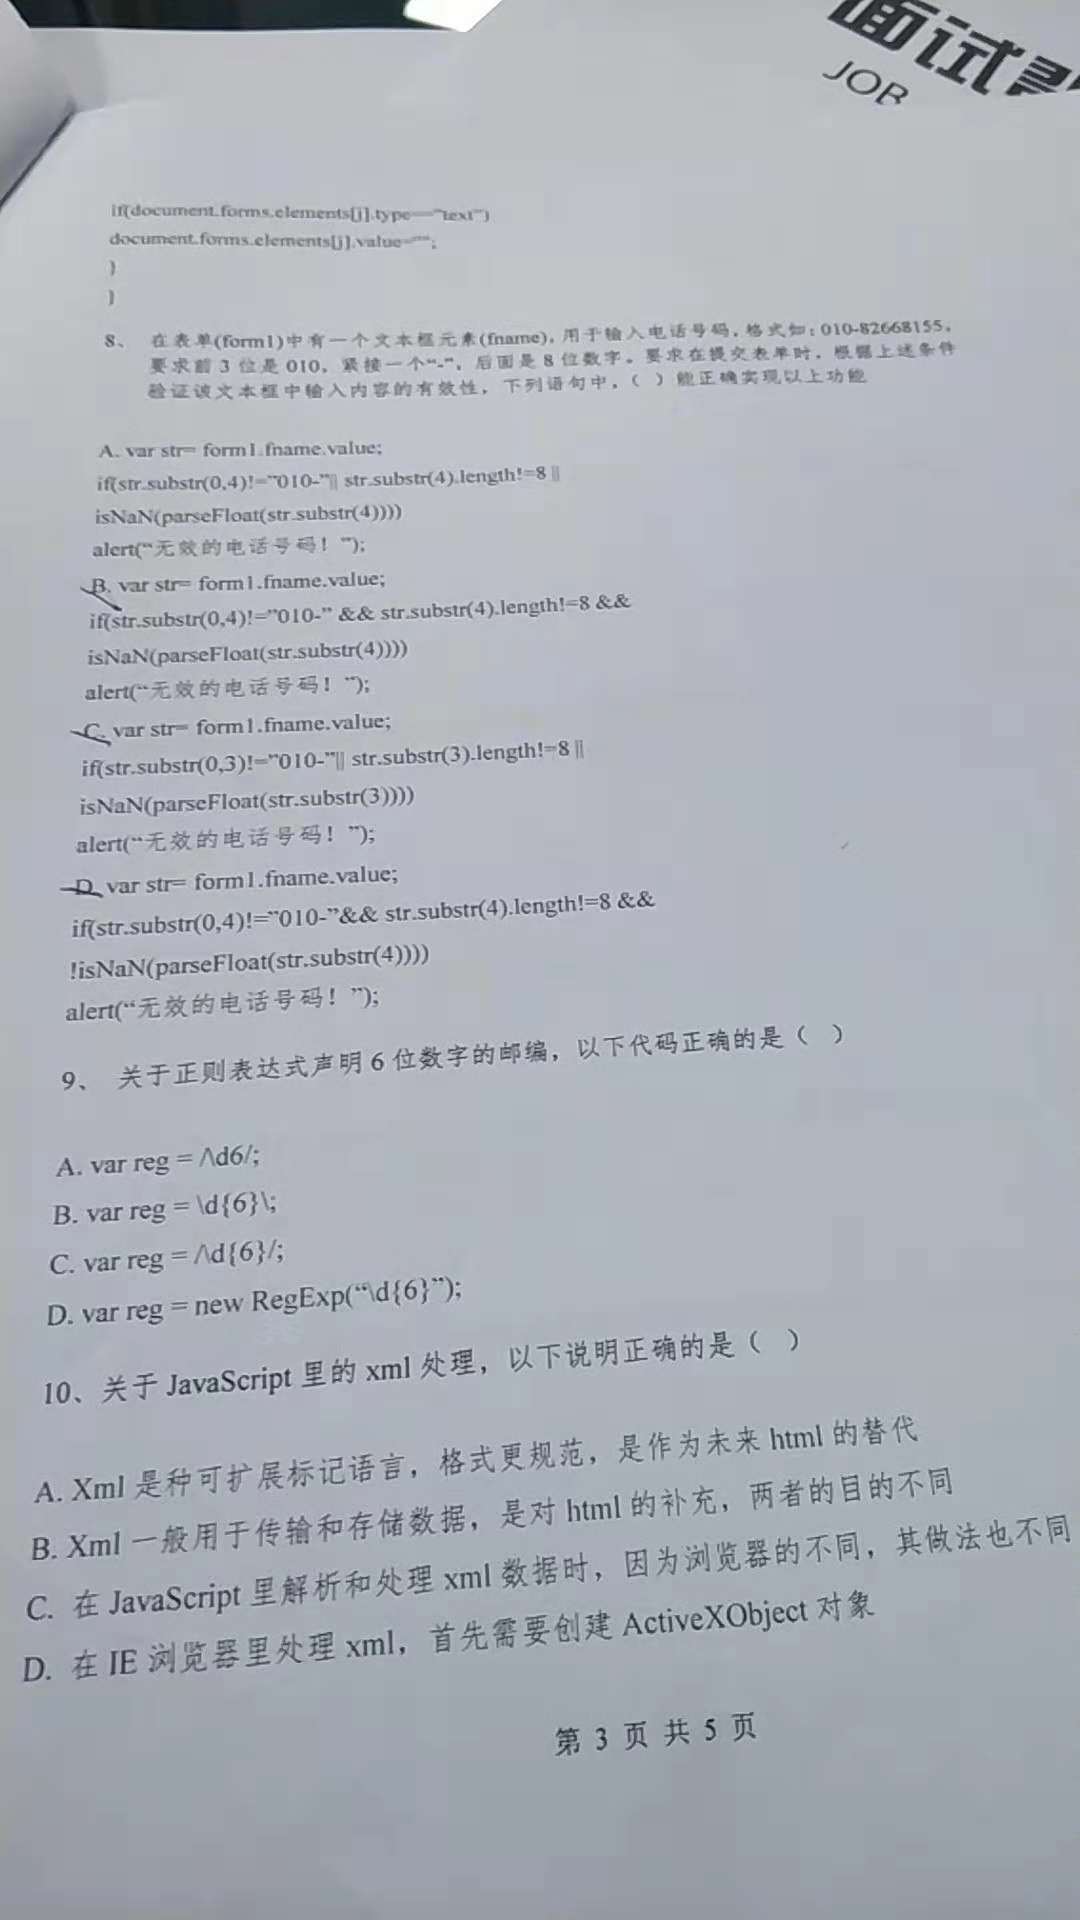 面试
JOB
if(document.forms.elements[j].type=="text")
document.forms.elements[j].value="";
}
}
8、 在表单(form1)中有一个文本框元素(fname)，用于输入电话号码，格式如：010-82668155，
要求前 3 位是 010，紧接一个“-”，后面是 8 位数字。要求在提交表单时，根据上述条件
验证该文本框中输入内容的有效性，下列语句中，（ ）能正确实现以上功能
A. var str= form1.fname.value;
if(str.substr(0,4)!="010-"|| str.substr(4).length!=8 ||
isNaN(parseFloat(str.substr(4))))
alert(“无效的电话号码！”);
B. var str= form1.fname.value;
if(str.substr(0,4)!="010-” && str.substr(4).length!=8 &&
isNaN(parseFloat(str.substr(4))))
alert(“无效的电话号码！”);
C. var str= form1.fname.value;
if(str.substr(0,3)!="010-"|| str.substr(3).length!=8 ||
isNaN(parseFloat(str.substr(3))))
alert(“无效的电话号码！”);
D. var str= form1.fname.value;
if(str.substr(0,4)!="010-”&& str.substr(4).length!=8 &&
!isNaN(parseFloat(str.substr(4))))
alert(“无效的电话号码！”);
9、 关于正则表达式声明 6 位数字的邮编，以下代码正确的是（ ）
A. var reg = /\d6/;
B. var reg = \d{6}\;
C. var reg = /\d{6}/;
D. var reg = new RegExp(“\d{6}”);
10、关于 JavaScript 里的 xml 处理，以下说明正确的是（ ）
A. Xml 是种可扩展标记语言，格式更规范，是作为未来 html 的替代
B. Xml 一般用于传输和存储数据，是对 html 的补充，两者的目的不同
C. 在 JavaScript 里解析和处理 xml 数据时，因为浏览器的不同，其做法也不同
D. 在 IE 浏览器里处理 xml，首先需要创建 ActiveXObject 对象
第 3 页 共 5 页